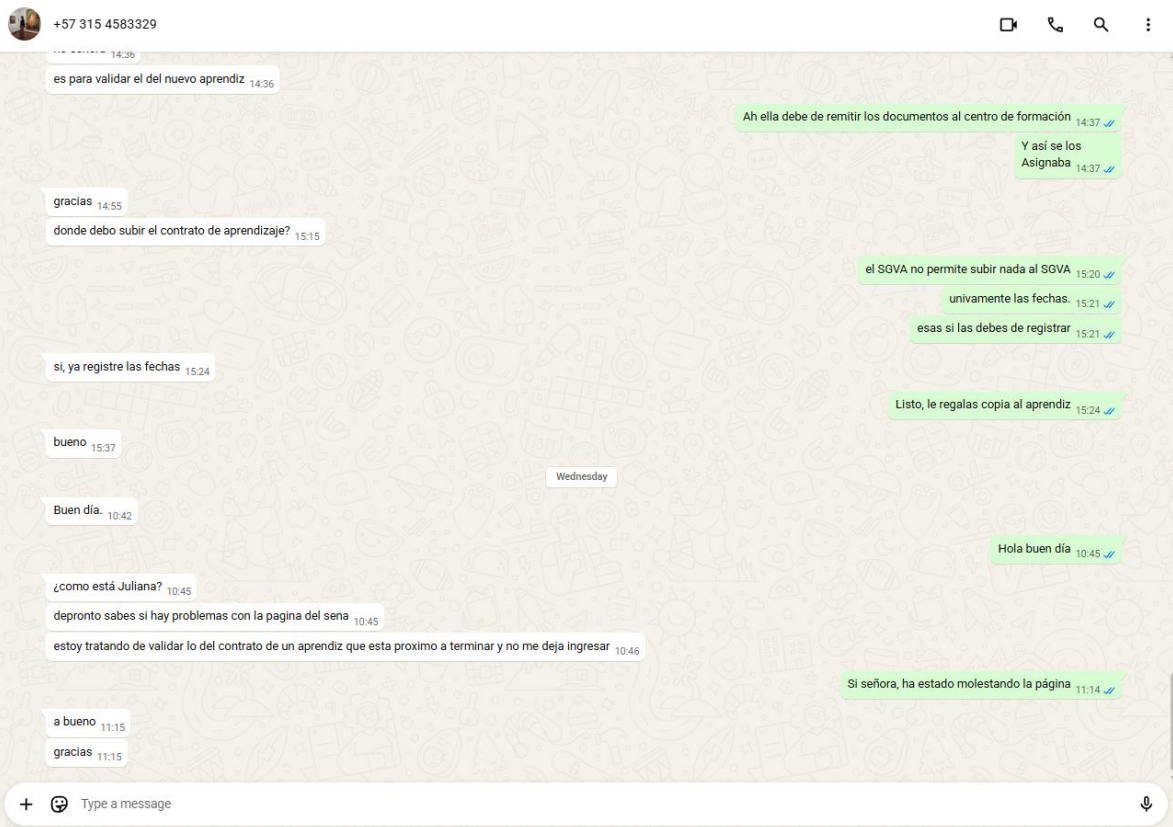 +57 315 4583329
14:36
es para validar el del nuevo aprendiz 14:36
Ah ella debe de remitir los documentos al centro de formación 14:37
Y así se los
Asignaba 14:37
gracias 14:55
donde debo subir el contrato de aprendizaje? 15:15
el SGVA no permite subir nada al SGVA 15:20
univamente las fechas. 15:21
esas si las debes de registrar 15:21
si, ya registre las fechas 15:24
Listo, le regalas copia al aprendiz 15:24
bueno 15:37
Wednesday
Buen día. 10:42
Hola buen día 10:45
¿como está Juliana? 10:45
depronto sabes si hay problemas con la pagina del sena 10:45
estoy tratando de validar lo del contrato de un aprendiz que esta proximo a terminar y no me deja ingresar 10:46
Si señora, ha estado molestando la página 11:14
a bueno 11:15
gracias 11:15
Type a message